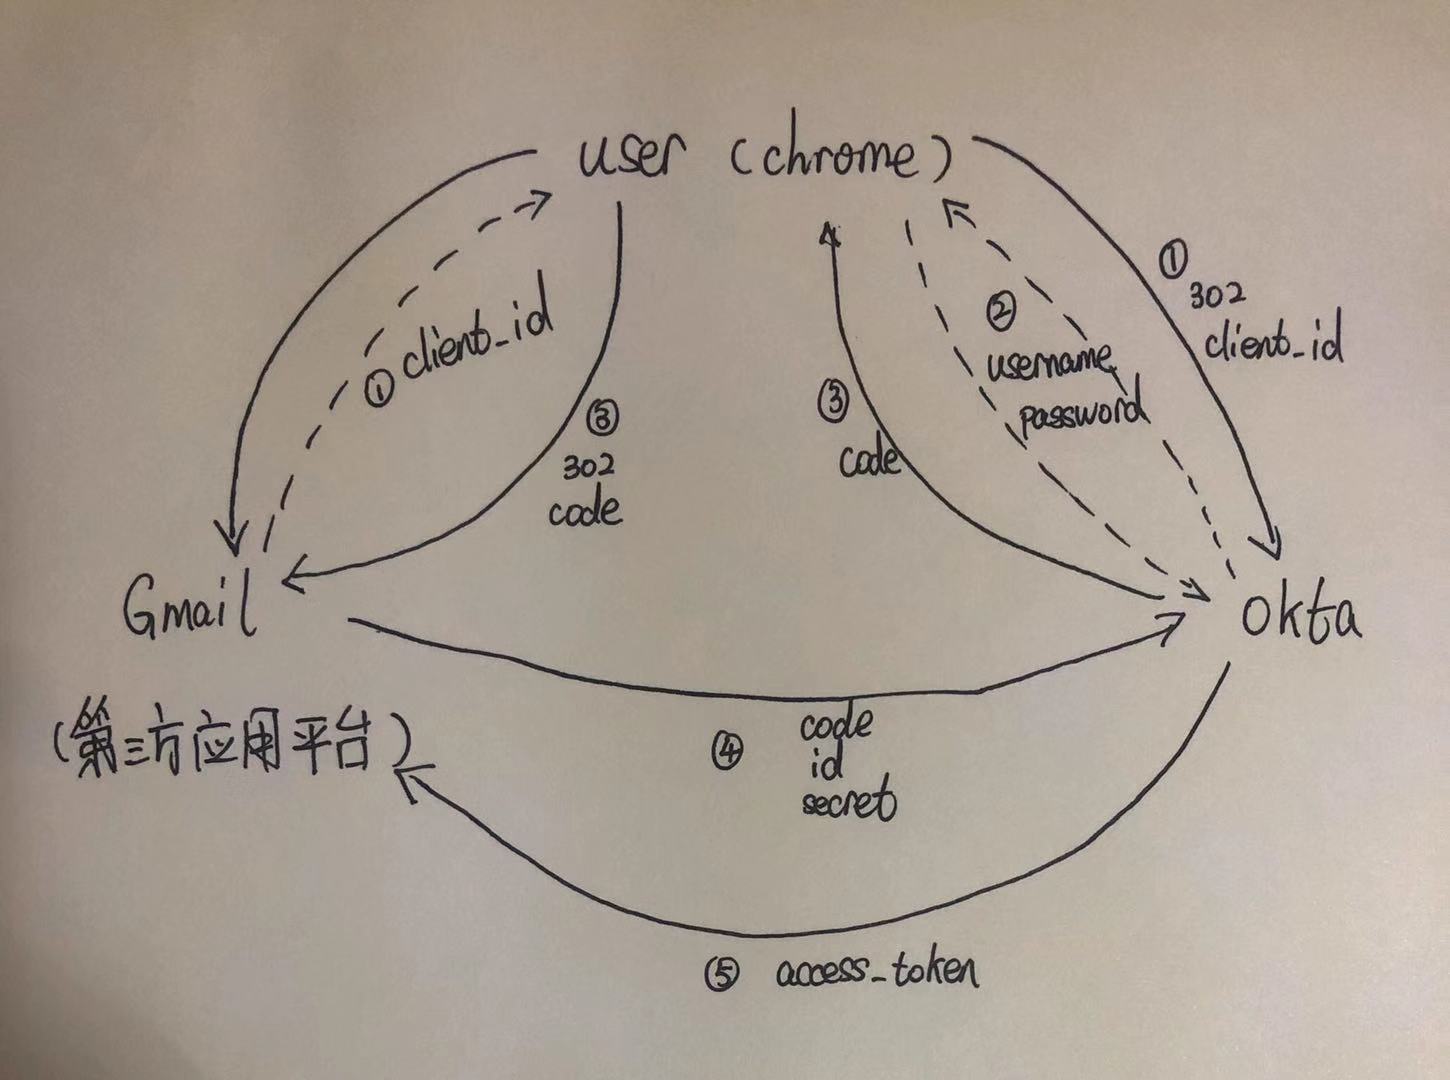 user (chrome)
① client_id
③
302
code
③
code
②
username
password
①
302
client_id
Gmail
(第三方应用平台)
okta
④
code
id
secret
⑤ access_token